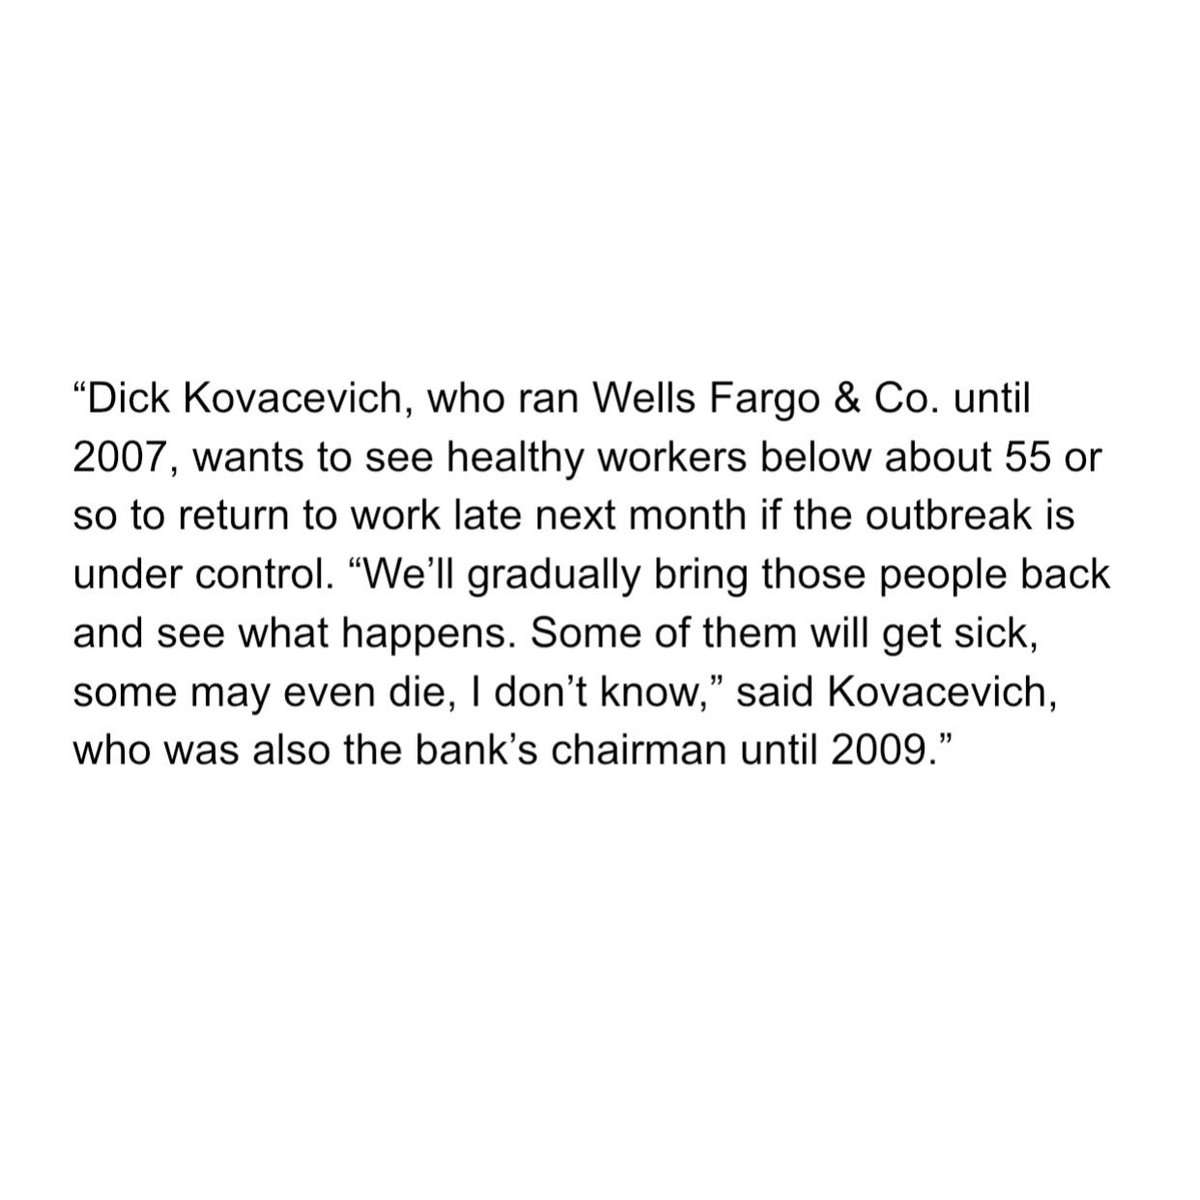 “Dick Kovacevich, who ran Wells Fargo & Co. until
2007, wants to see healthy workers below about 55 or
so to return to work late next month if the outbreak is
under control. “We’ll gradually bring those people back
and see what happens. Some of them will get sick,
some may even die, I don’t know,” said Kovacevich,
who was also the bank’s chairman until 2009.”